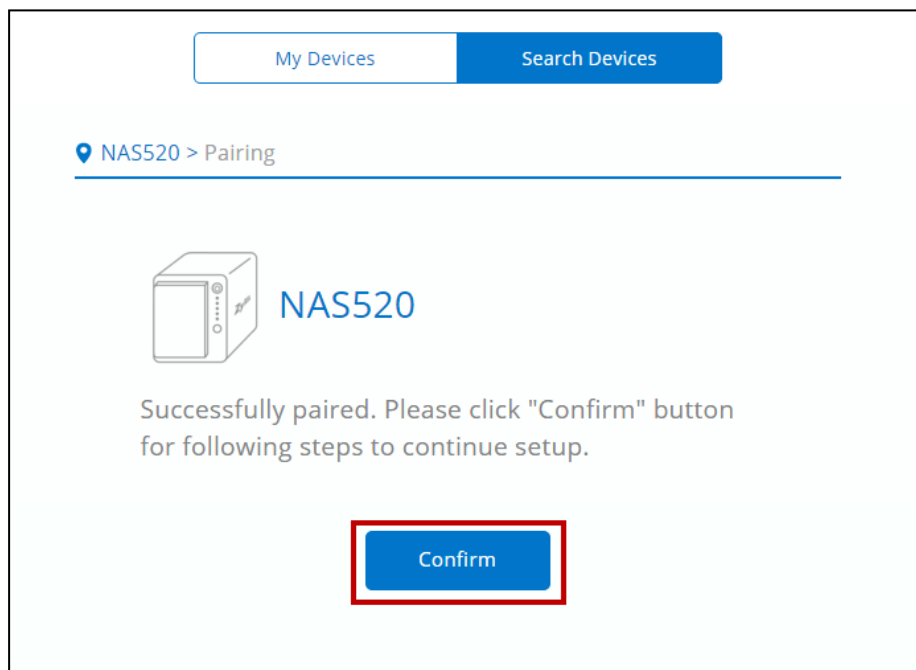 My Devices
Search Devices
NAS520 > Pairing
NAS520
Successfully paired. Please click "Confirm" button
for following steps to continue setup.
Confirm